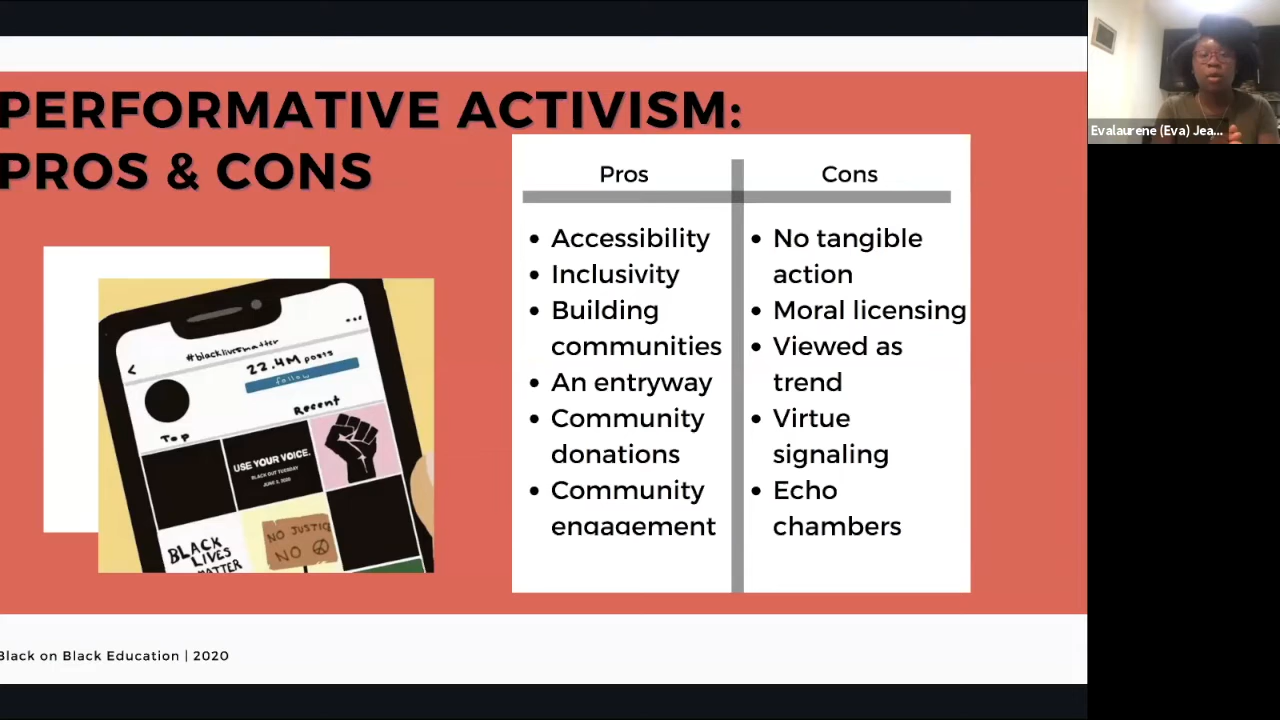 PERFORMATIVE ACTIVISM:
PROS & CONS
Pros
Cons
• Accessibility
• Inclusivity
• Building
communities
• An entryway
• Community
donations
• Community
engagement
• No tangible
action
• Moral licensing
• Viewed as
trend
• Virtue
signaling
• Echo
chambers
#blacklivesmatter
22.4M posts
follow
Top
Recent
USE YOUR VOICE.
BLACK OUT TUESDAY
JUNE 2, 2020
BLACK
LIVES
MATTER
NO JUSTIC
NO
Black on Black Education | 2020
Evalaurene (Eva) Jea...